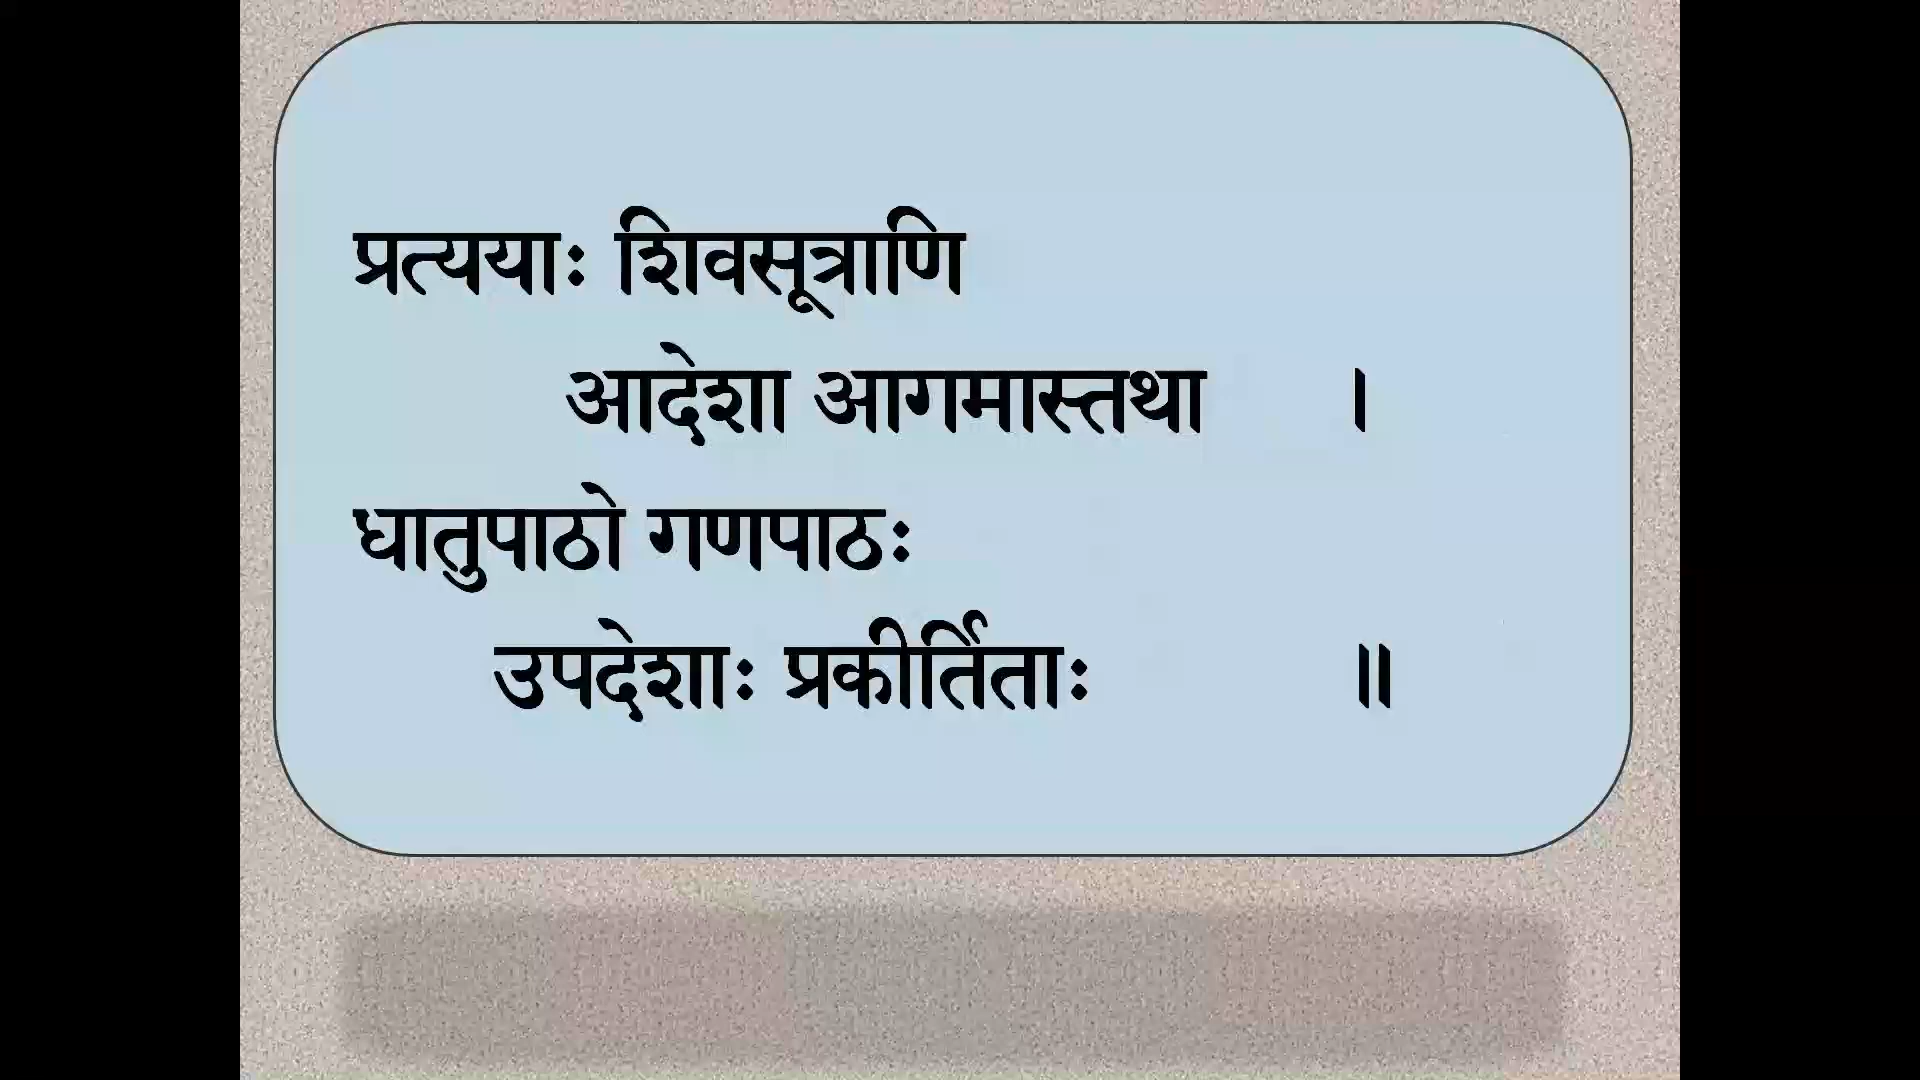 प्रत्ययाः शिवसूत्राणि
आदेशा आगमास्तथा ।
धातुपाठो गणपाठः
उपदेशाः प्रकीर्तिताः ॥